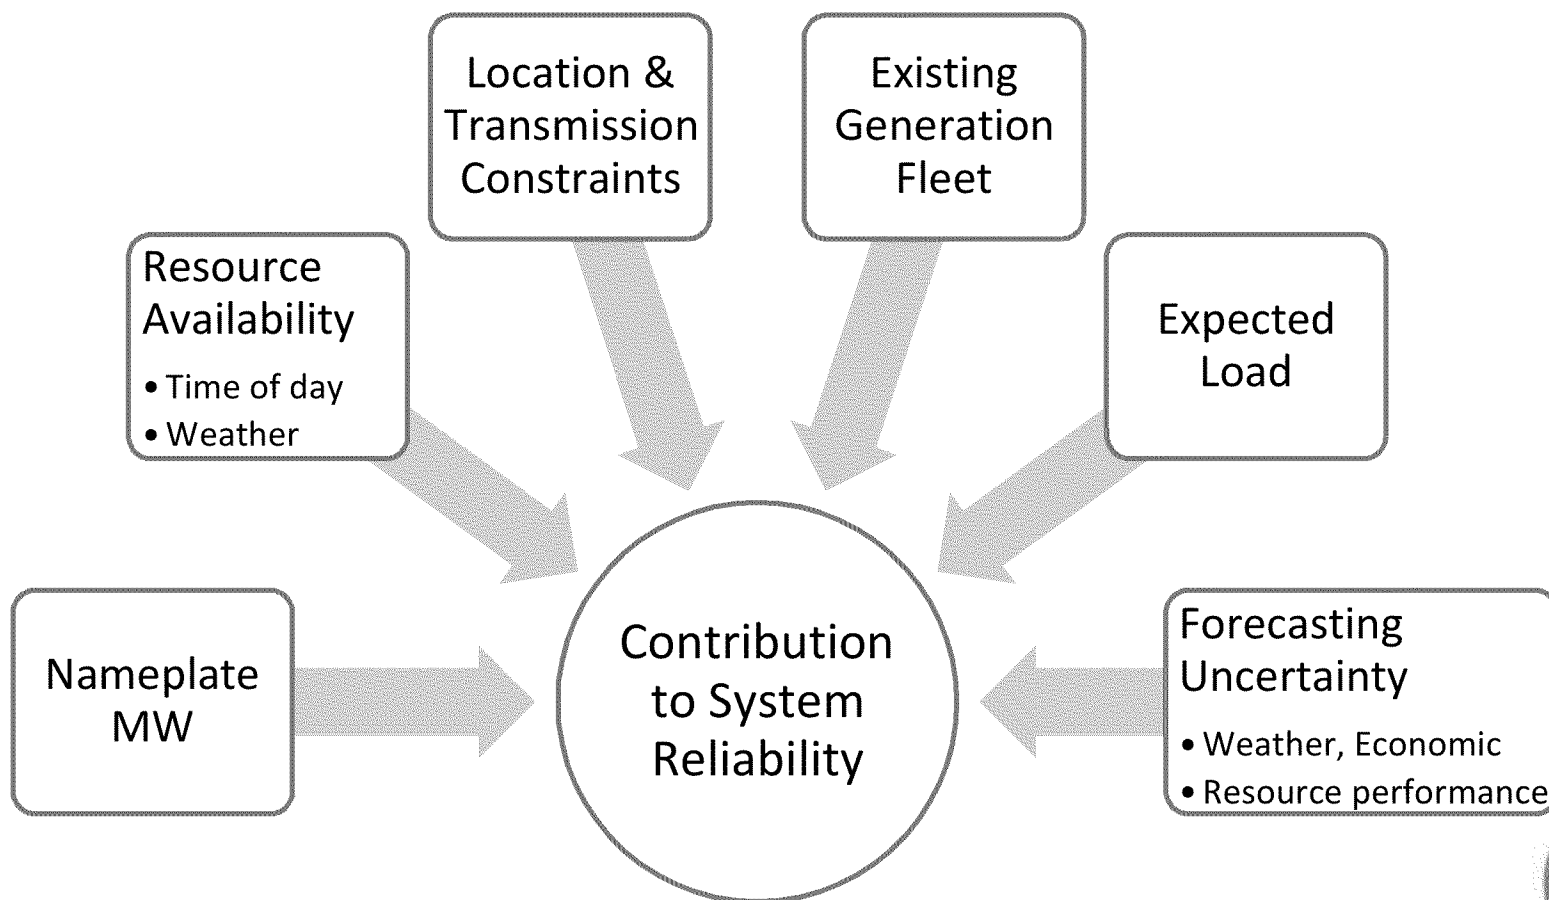 Location &
Transmission
Constraints
Existing
Generation
Fleet
Resource
Availability
• Time of day
• Weather
Expected
Load
Nameplate
MW
Contribution
to System
Reliability
Forecasting
Uncertainty
• Weather, Economic
• Resource performance